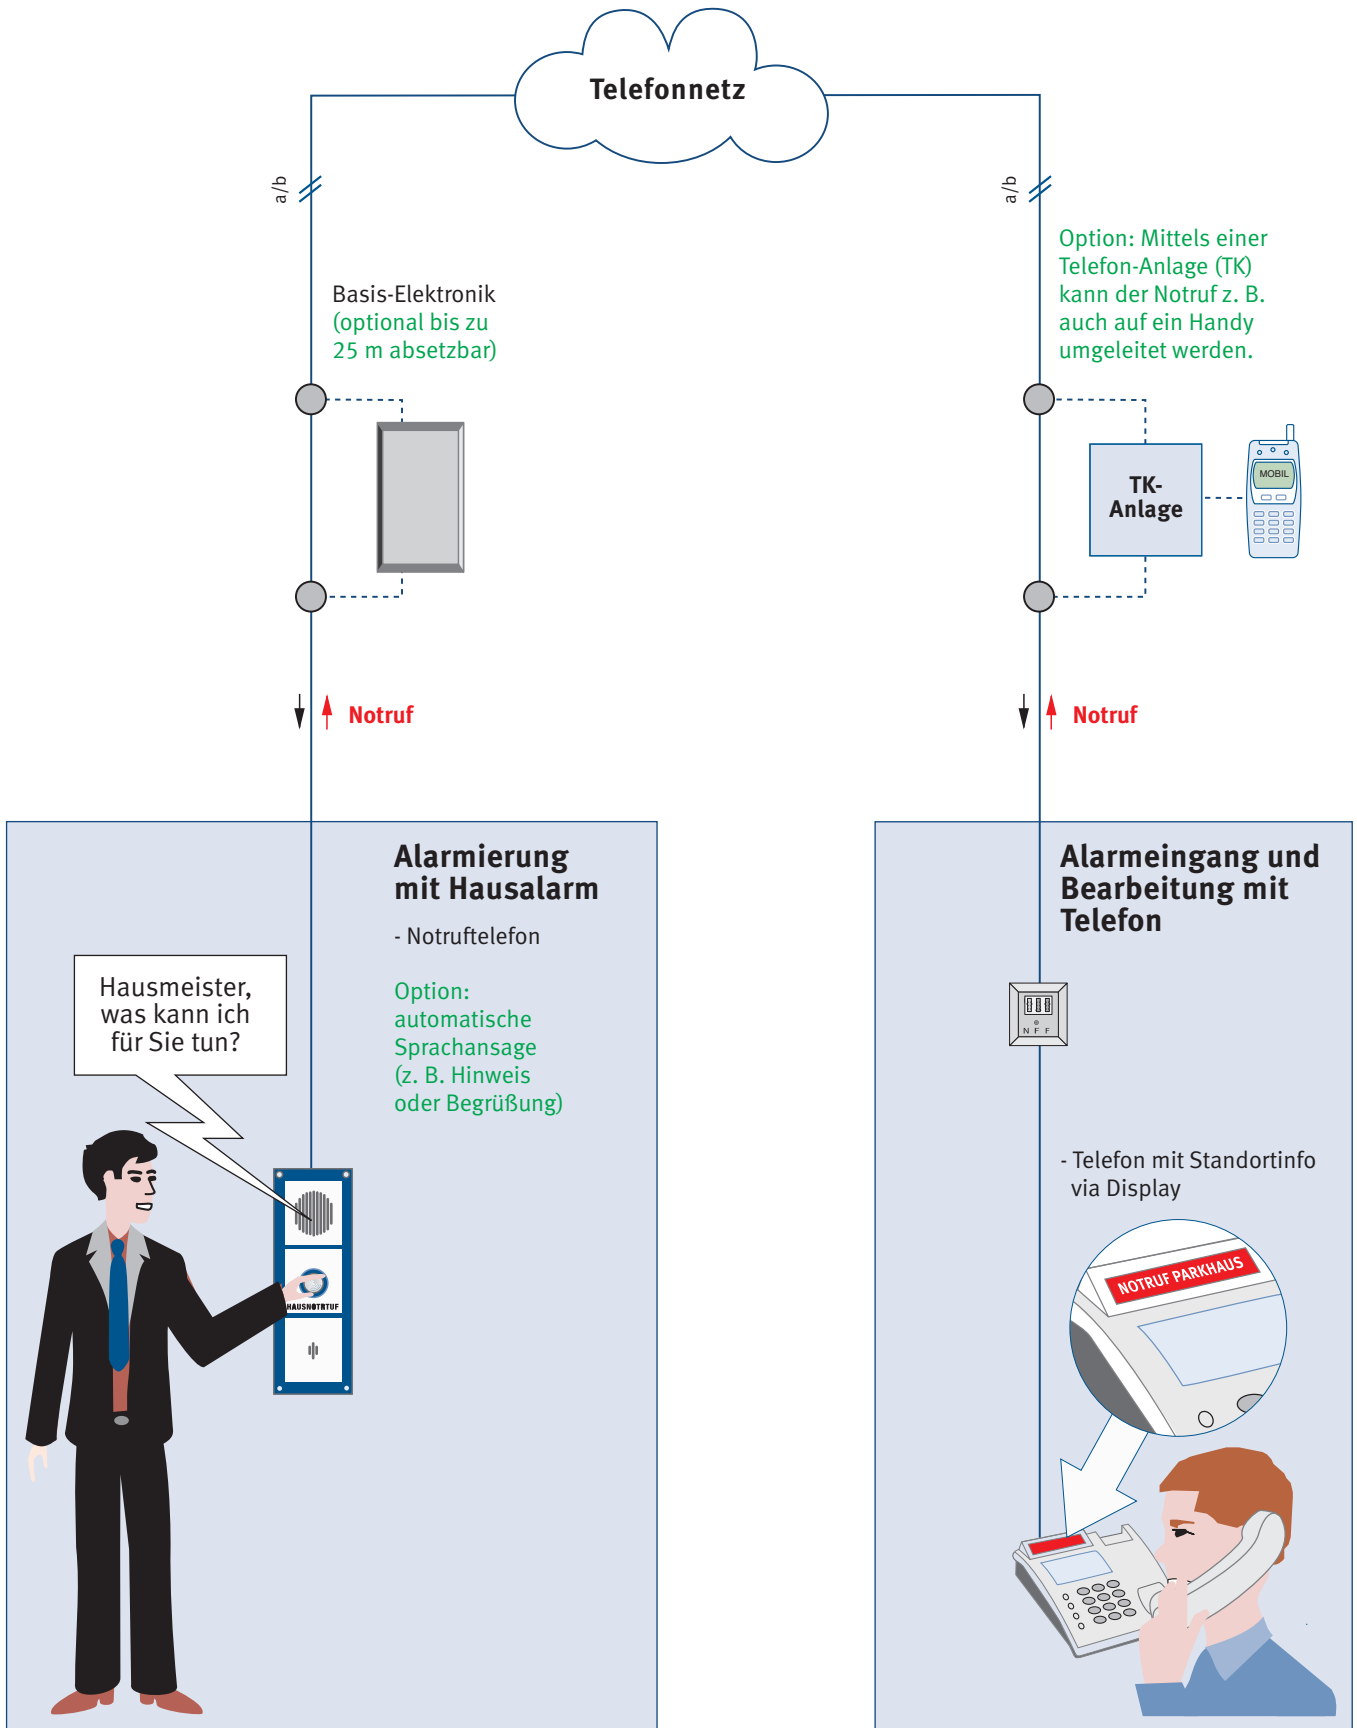 Telefonnetz
a/b
a/b
Option: Mittels einer
Telefon-Anlage (TK)
kann der Notruf z. B.
auch auf ein Handy
umgeleitet werden.
Basis-Elektronik
(optional bis zu
25 m absetzbar)
TK-
Anlage
MOBIL
Notruf
Notruf
Alarmierung
mit Hausalarm
- Notruftelefon
Option:
automatische
Sprachansage
(z. B. Hinweis
oder Begrüßung)
Hausmeister,
was kann ich
für Sie tun?
HAUSNOTRTUF
Alarmeingang und
Bearbeitung mit
Telefon
N F F
- Telefon mit Standortinfo
via Display
NOTRUF PARKHAUS